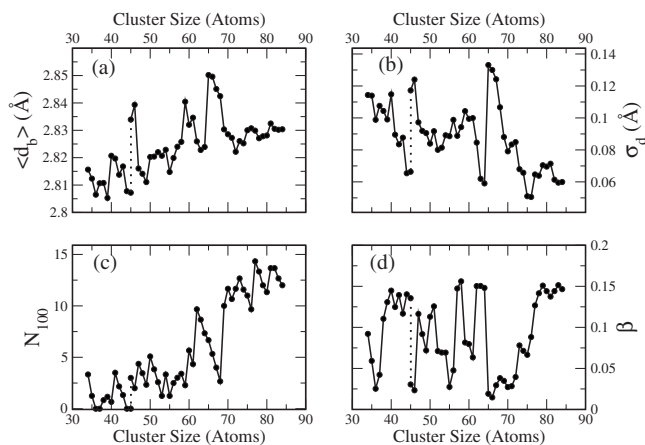 Cluster Size (Atoms) Cluster Size (Atoms)
30 40 50 60 70 80 90 30 40 50 60 70 80 90
2.85 (a) (b) 0.14
2.84 0.12
2.83 0.1
2.82 0.08
2.81 0.06
2.8
<d_b> (Å) σ_d (Å)
15 (c) (d) 0.2
10 0.15
5 0.1
0 0.05
0
N_100 β
30 40 50 60 70 80 90 30 40 50 60 70 80 90
Cluster Size (Atoms) Cluster Size (Atoms)